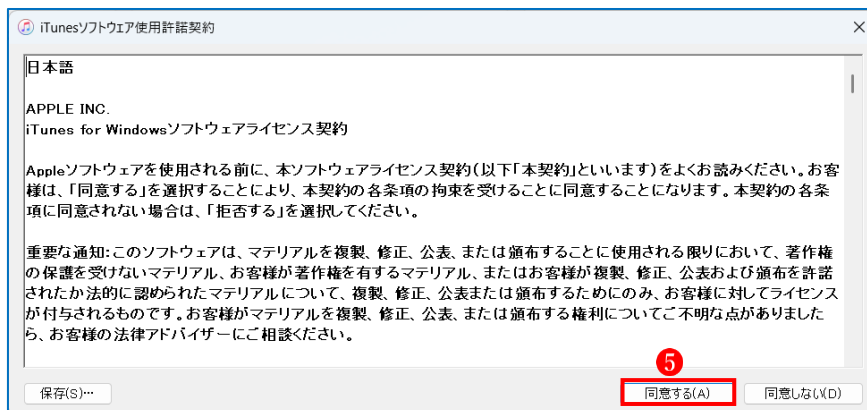 iTunesソフトウェア使用許諾契約
日本語
APPLE INC.
iTunes for Windowsソフトウェアライセンス契約
Appleソフトウェアを使用される前に、本ソフトウェアライセンス契約(以下「本契約」といいます)をよくお読みください。お客
様は、「同意する」を選択することにより、本契約の各条項の拘束を受けることに同意することになります。本契約の各条
項に同意されない場合は、「拒否する」を選択してください。
重要な通知:このソフトウェアは、マテリアルを複製、修正、公表、または頒布することに使用される限りにおいて、著作権
の保護を受けないマテリアル、お客様が著作権を有するマテリアル、またはお客様が複製、修正、公表および頒布を許諾
されたか法的に認められたマテリアルについて、複製、修正、公表または頒布するためにのみ、お客様に対してライセンス
が付与されるものです。お客様がマテリアルを複製、修正、公表、または頒布する権利についてご不明な点がありました
ら、お客様の法律アドバイザーにご相談ください。
5
保存(S)… 同意する(A) 同意しない(D)